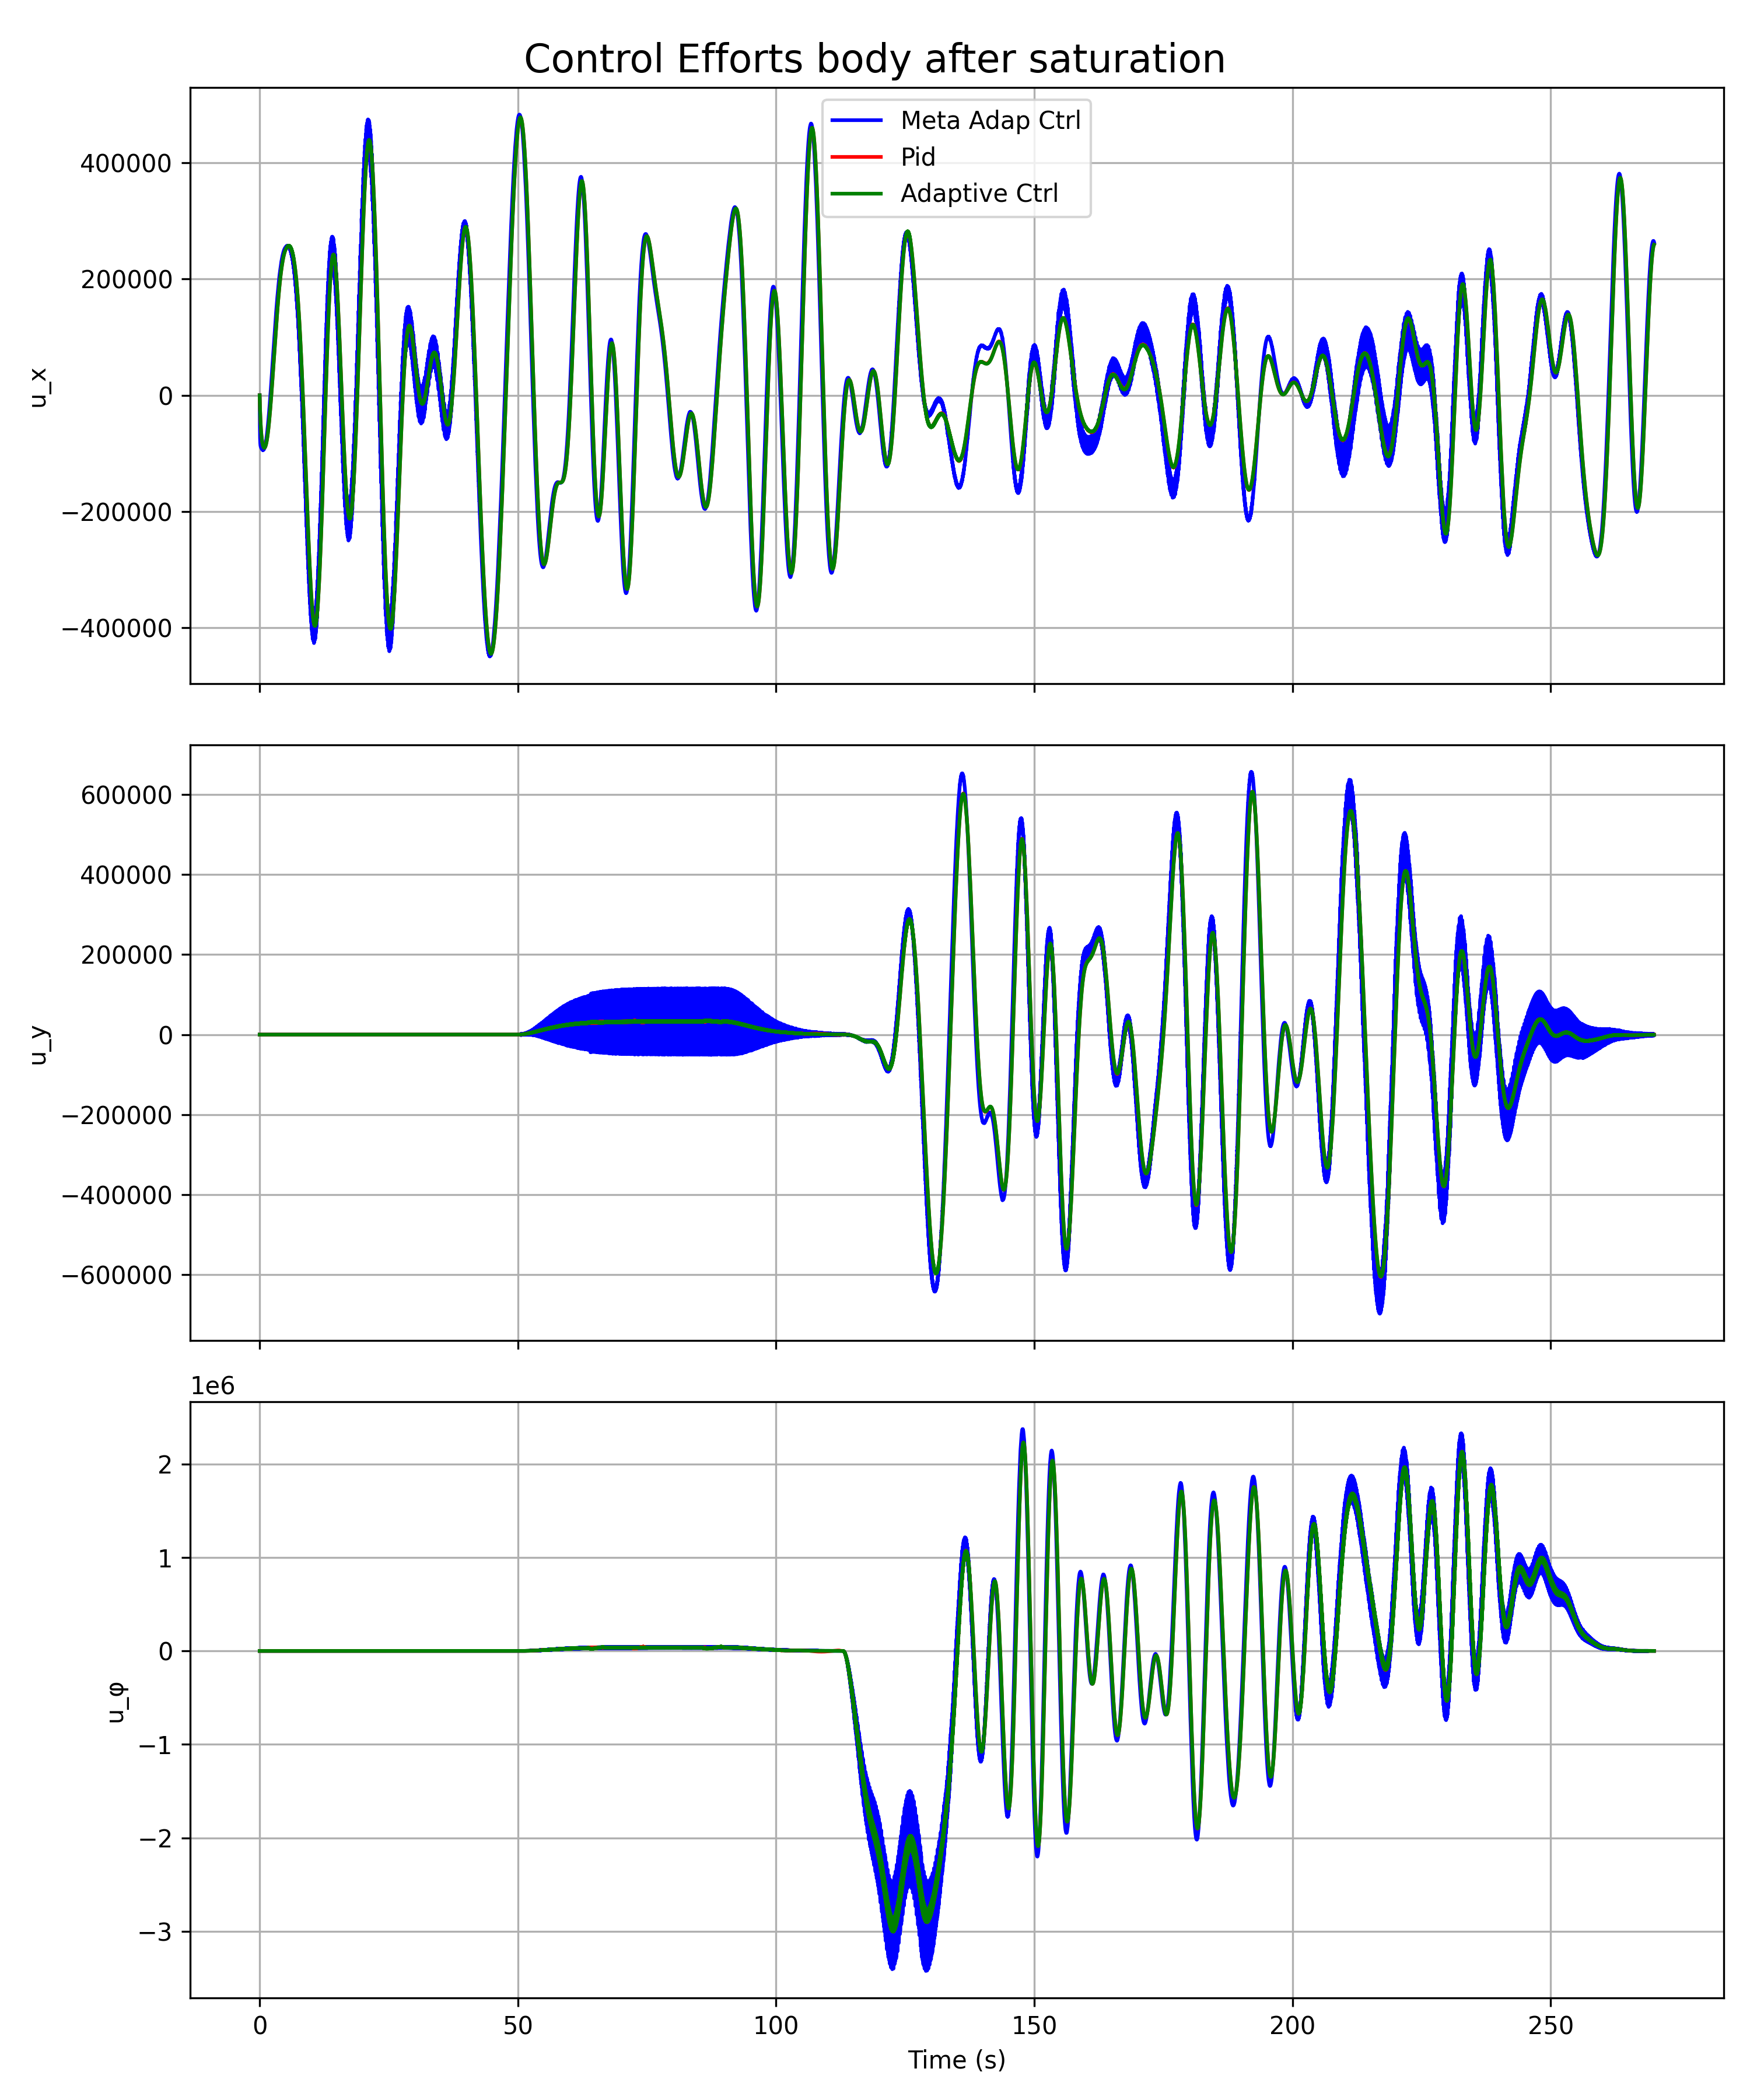 Control Efforts body after saturation
Meta Adap Ctrl
Pid
Adaptive Ctrl
400000
200000
0
−200000
−400000
u_x
600000
400000
200000
0
−200000
−400000
−600000
u_y
1e6
2
1
0
−1
−2
−3
u_φ
0 50 100 150 200 250
Time (s)